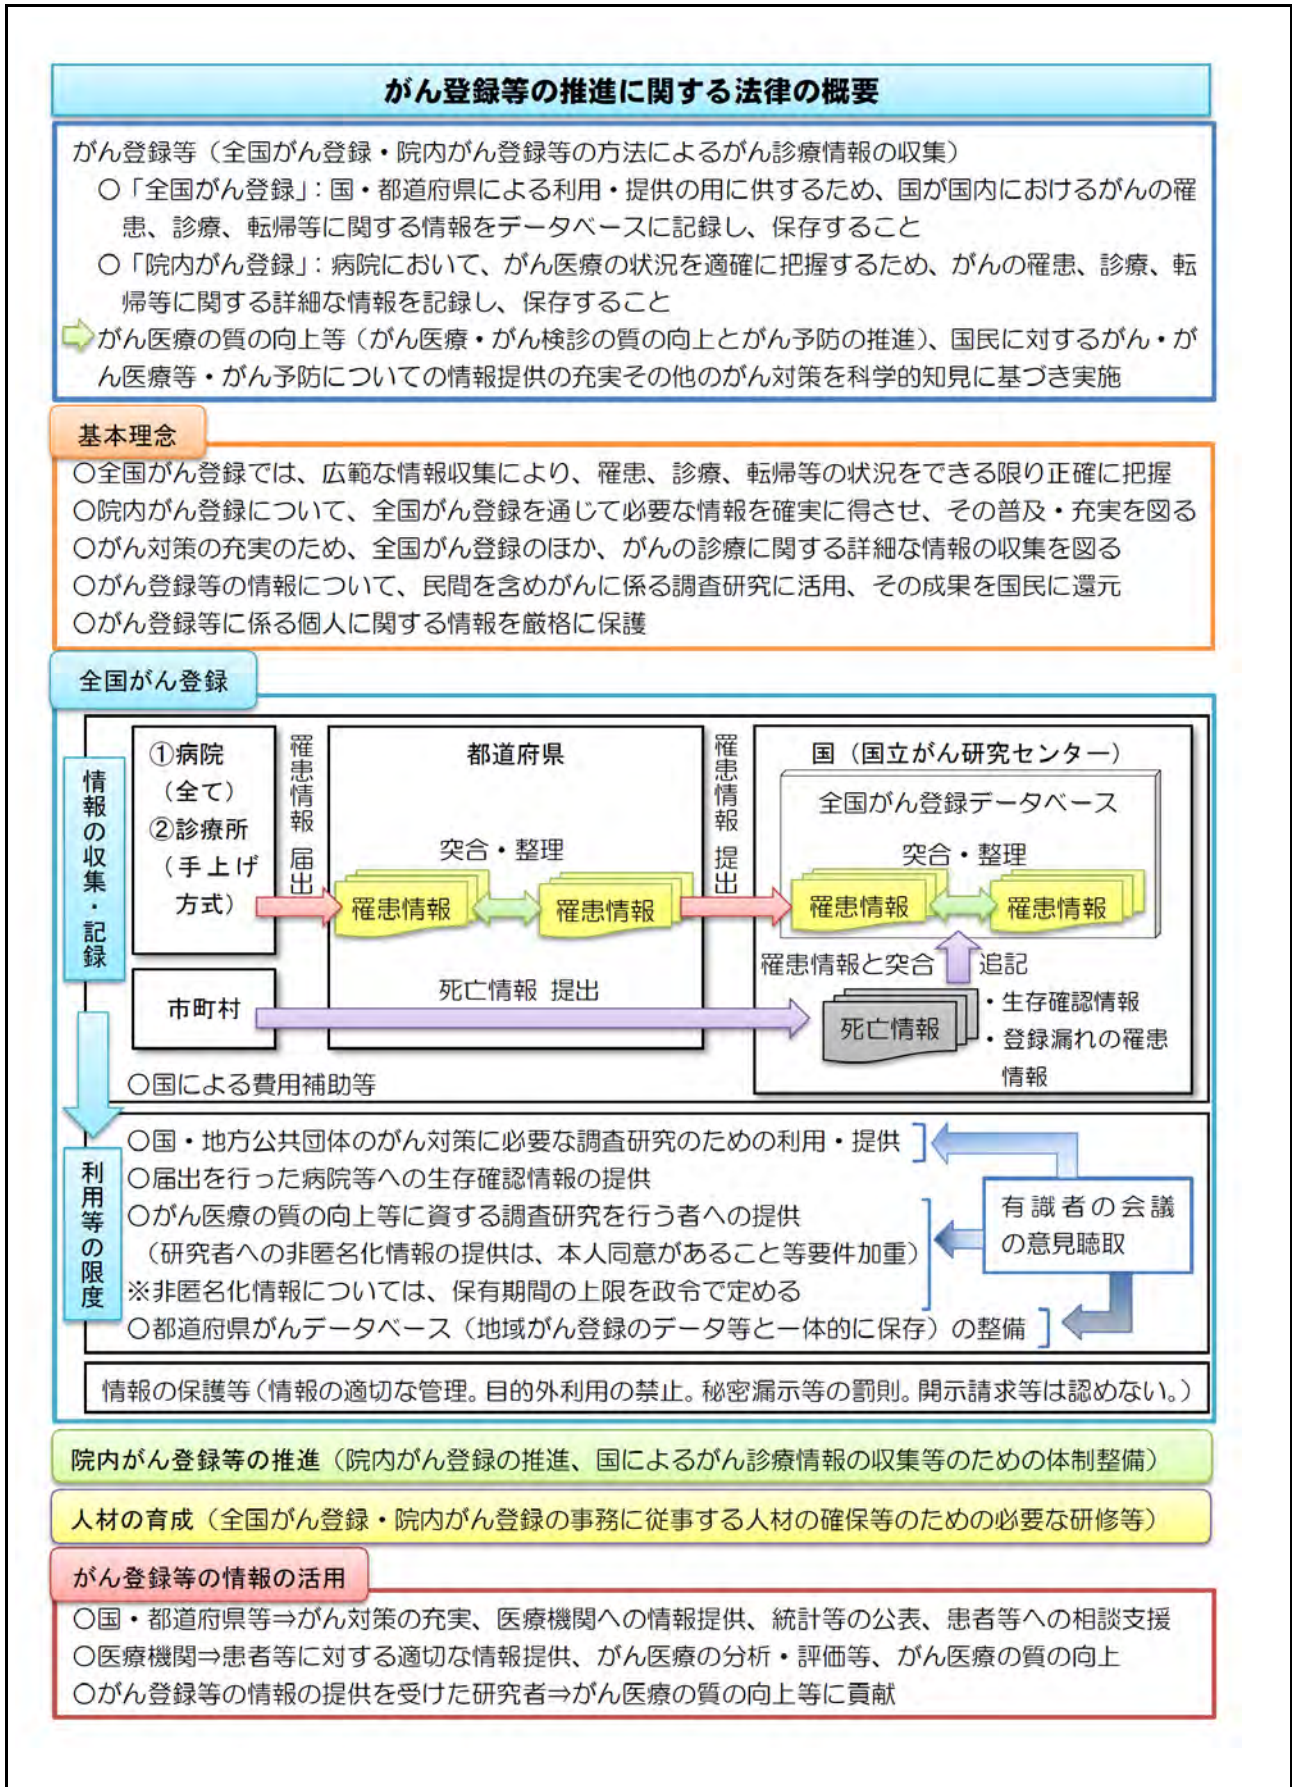 がん登録等の推進に関する法律の概要
がん登録等（全国がん登録・院内がん登録等の方法によるがん診療情報の収集）
○「全国がん登録」：国・都道府県による利用・提供の用に供するため、国が国内におけるがんの罹
患、診療、転帰等に関する情報をデータベースに記録し、保存すること
○「院内がん登録」：病院において、がん医療の状況を適確に把握するため、がんの罹患、診療、転
帰等に関する詳細な情報を記録し、保存すること
がん医療の質の向上等（がん医療・がん検診の質の向上とがん予防の推進）、国民に対するがん・が
ん医療等・がん予防についての情報提供の充実その他のがん対策を科学的知見に基づき実施
基本理念
○全国がん登録では、広範な情報収集により、罹患、診療、転帰等の状況をできる限り正確に把握
○院内がん登録について、全国がん登録を通じて必要な情報を確実に得させ、その普及・充実を図る
○がん対策の充実のため、全国がん登録のほか、がんの診療に関する詳細な情報の収集を図る
○がん登録等の情報について、民間を含めがんに係る調査研究に活用、その成果を国民に還元
○がん登録等に係る個人に関する情報を厳格に保護
全国がん登録
情報の収集・記録
①病院
（全て）
②診療所
（手上げ
方式）
罹患情報 届出
都道府県
突合・整理
罹患情報
罹患情報
罹患情報 提出
国（国立がん研究センター）
全国がん登録データベース
突合・整理
罹患情報
罹患情報
罹患情報と突合
追記
市町村
死亡情報 提出
死亡情報
・生存確認情報
・登録漏れの罹患
情報
○国による費用補助等
利用等の限度
○国・地方公共団体のがん対策に必要な調査研究のための利用・提供
○届出を行った病院等への生存確認情報の提供
○がん医療の質の向上等に資する調査研究を行う者への提供
（研究者への非匿名化情報の提供は、本人同意があること等要件加重）
※非匿名化情報については、保有期間の上限を政令で定める
○都道府県がんデータベース（地域がん登録のデータ等と一体的に保存）の整備
有識者の会議
の意見聴取
情報の保護等（情報の適切な管理。目的外利用の禁止。秘密漏示等の罰則。開示請求等は認めない。）
院内がん登録等の推進（院内がん登録の推進、国によるがん診療情報の収集等のための体制整備）
人材の育成（全国がん登録・院内がん登録の事務に従事する人材の確保等のための必要な研修等）
がん登録等の情報の活用
○国・都道府県等⇒がん対策の充実、医療機関への情報提供、統計等の公表、患者等への相談支援
○医療機関⇒患者等に対する適切な情報提供、がん医療の分析・評価等、がん医療の質の向上
○がん登録等の情報の提供を受けた研究者⇒がん医療の質の向上等に貢献